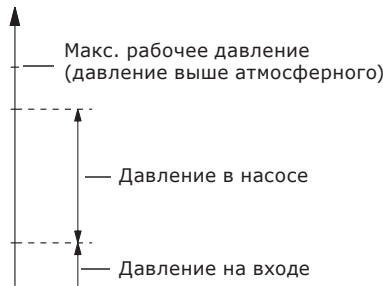 Макс. рабочее давление
(давление выше атмосферного)
Давление в насосе
Давление на входе